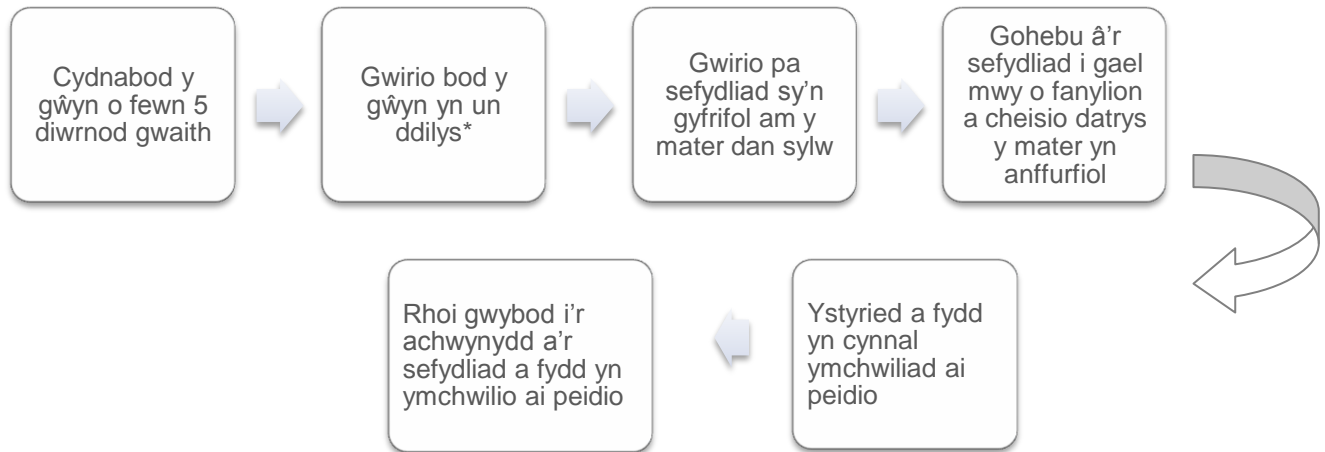 Cydnabod y
gŵyn o fewn 5
diwrnod gwaith
Gwirio bod y
gŵyn yn un
ddilys*
Gwirio pa
sefydliad sy'n
gyfrifol am y
mater dan sylw
Gohebu â'r
sefydliad i gael
mwy o fanylion
a cheisio datrys
y mater yn
anffurfiol
Ystyried a fydd
yn cynnal
ymchwiliad ai
peidio
Rhoi gwybod i'r
achwynydd a'r
sefydliad a fydd yn
ymchwilio ai peidio